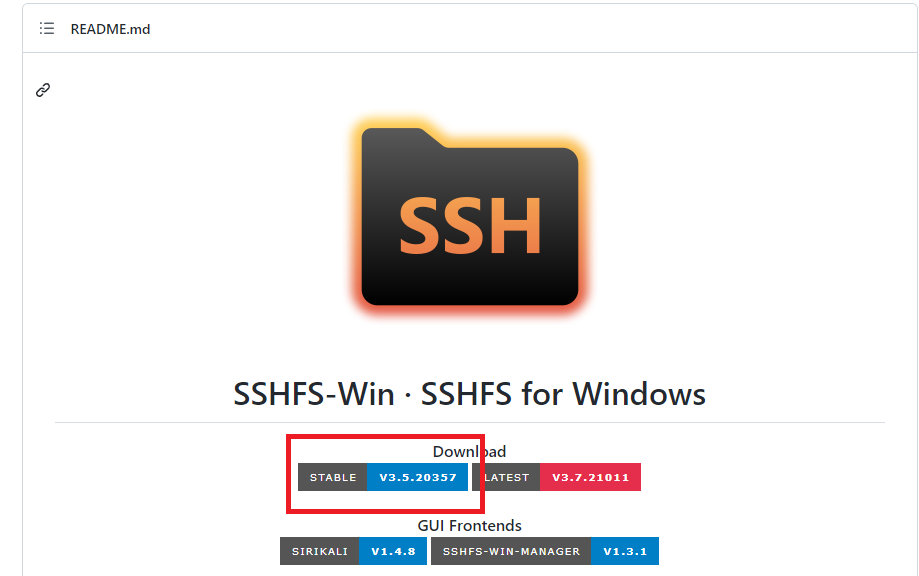 README.md
SSH
SSHFS-Win · SSHFS for Windows
Download
STABLE V3.5.20357 LATEST V3.7.21011
GUI Frontends
SIRIKALI V1.4.8 SSHFS-WIN-MANAGER V1.3.1